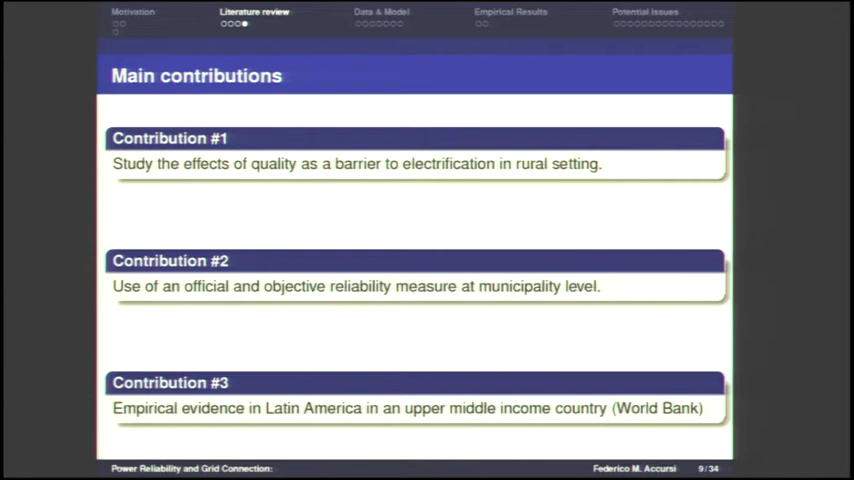 Motivation
Literature review
Data & Model
Empirical Results
Potential Issues
Main contributions
Contribution #1
Study the effects of quality as a barrier to electrification in rural setting.
Contribution #2
Use of an official and objective reliability measure at municipality level.
Contribution #3
Empirical evidence in Latin America in an upper middle income country (World Bank)
Power Reliability and Grid Connection:
Federico M. Accursi
9 / 34